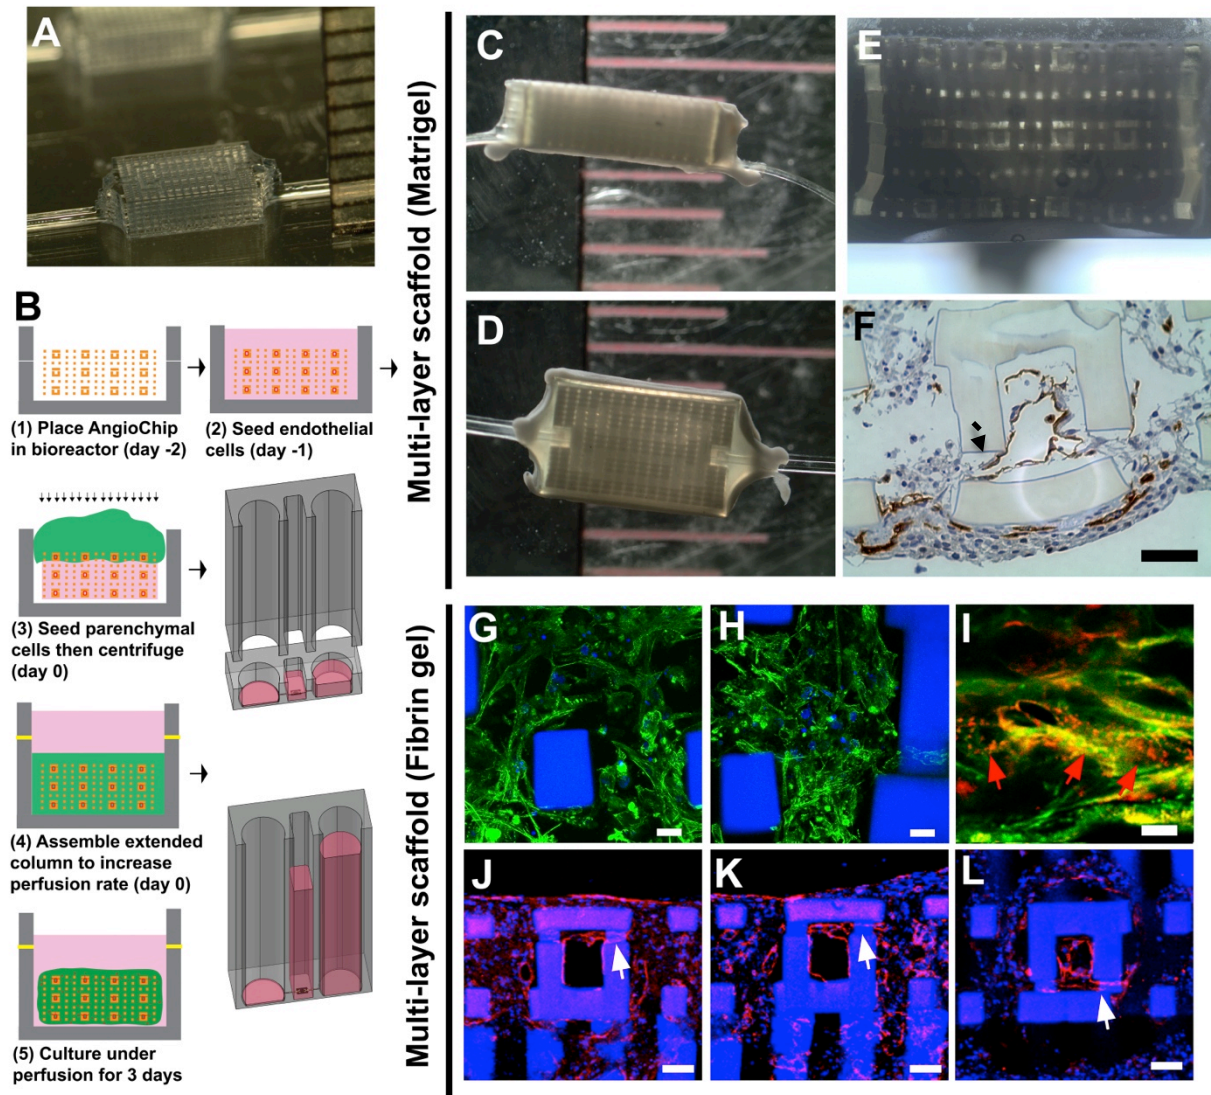 A
B
(1) Place AngioChip
in bioreactor (day -2)
(2) Seed endothelial
cells (day -1)
(3) Seed parenchymal
cells then centrifuge
(day 0)
(4) Assemble extended
column to increase
perfusion rate (day 0)
(5) Culture under
perfusion for 3 days
Multi-layer scaffold (Matrigel)
C
D
E
F
Multi-layer scaffold (Fibrin gel)
G
H
I
J
K
L